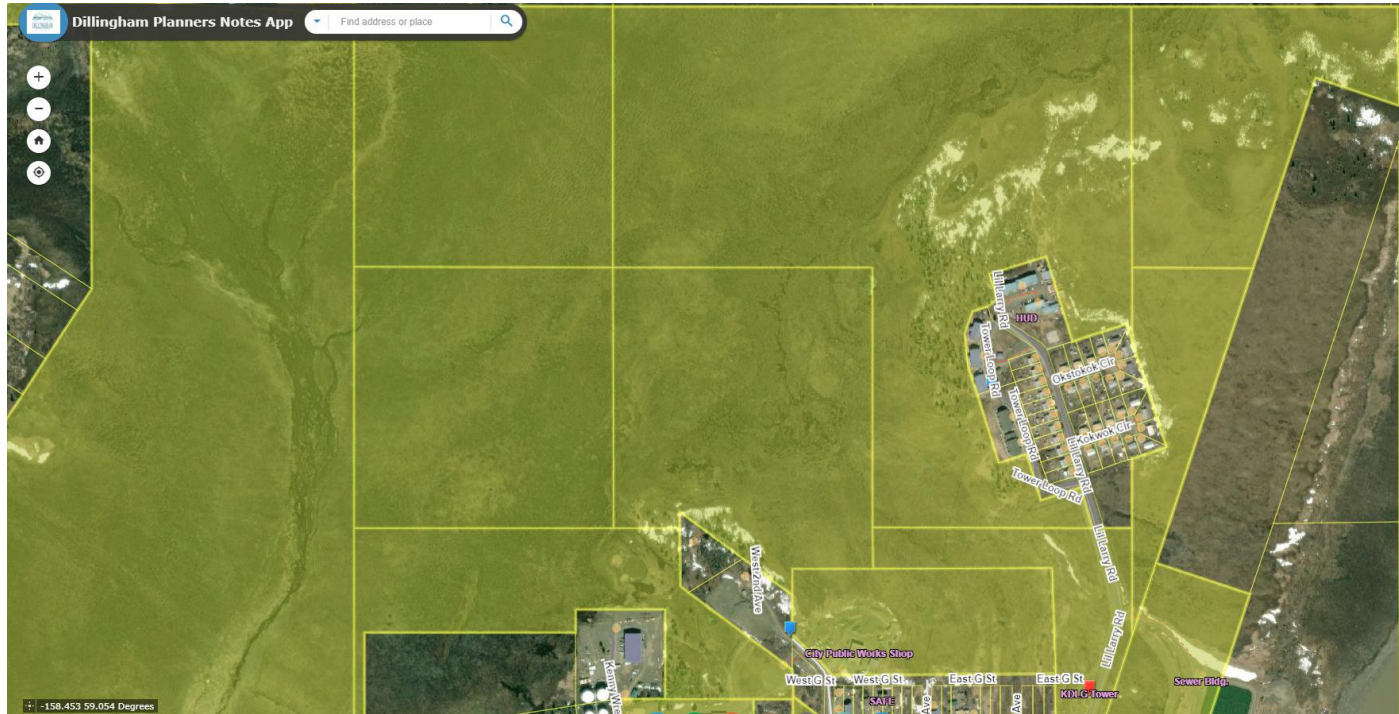 DILLINGHAM
Dillingham Planners Notes App
Find address or place
Lil Larry Rd
HUD
Tower Loop Rd
Okstokok Cir
Tower Loop Rd
Kokwok Cir
Lil Larry Rd
Tower Loop Rd
Lil Larry Rd
West 2nd Ave
Lil Larry Rd
City Public Works Shop
West G St
West G St
East G St
East G St
Sewer Bldg.
KDLG Tower
SAFE
Ave
Ave
Kenny We
-158.453 59.054 Degrees